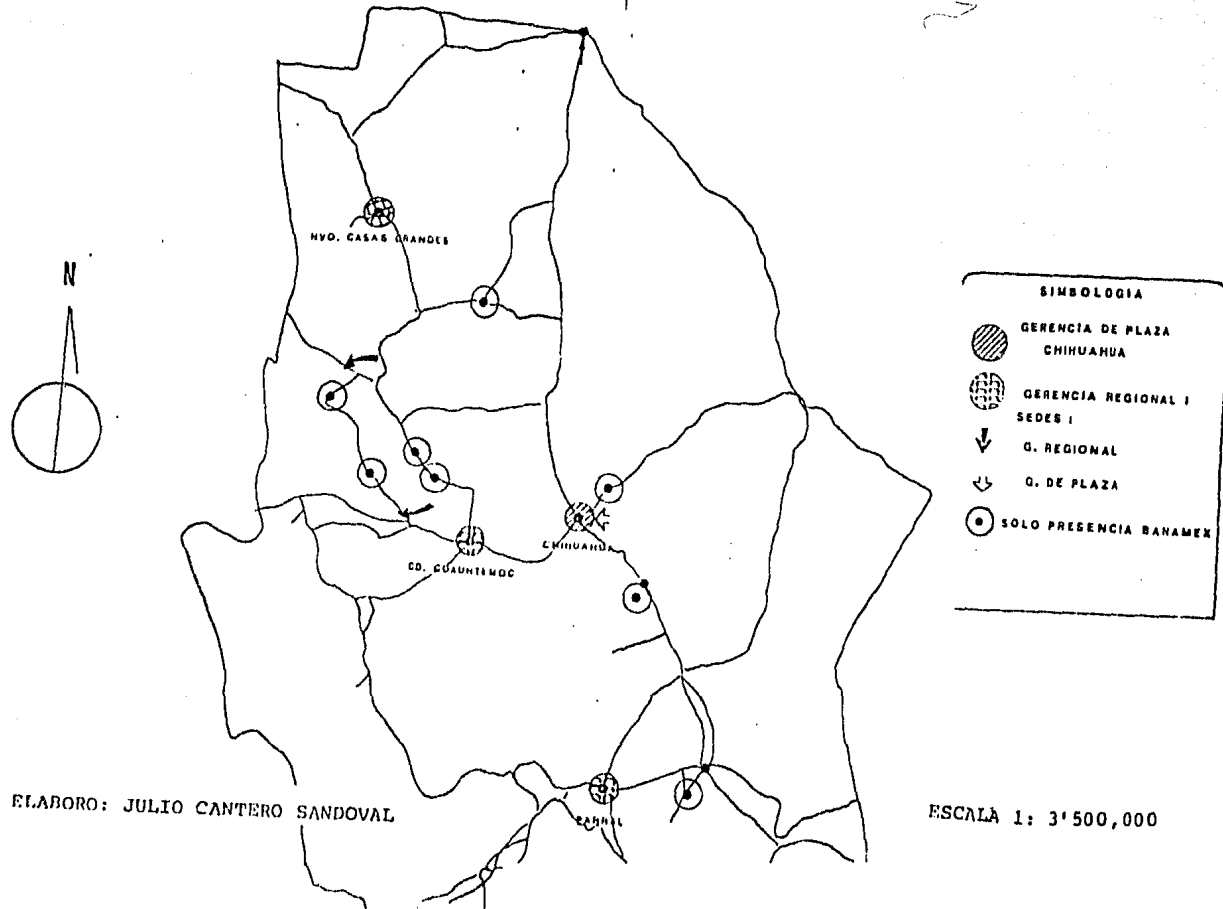 N
NVO. CASAS GRANDES
CD. CUAUHTEMOC
CHIHUAHUA
PARRAL
SIMBOLOGIA
GERENCIA DE PLAZA
CHIHUAHUA
GERENCIA REGIONAL I
SEDES I
G. REGIONAL
G. DE PLAZA
SOLO PRESENCIA BANAMEX
ELABORO: JULIO CANTERO SANDOVAL
ESCALA 1: 3'500,000